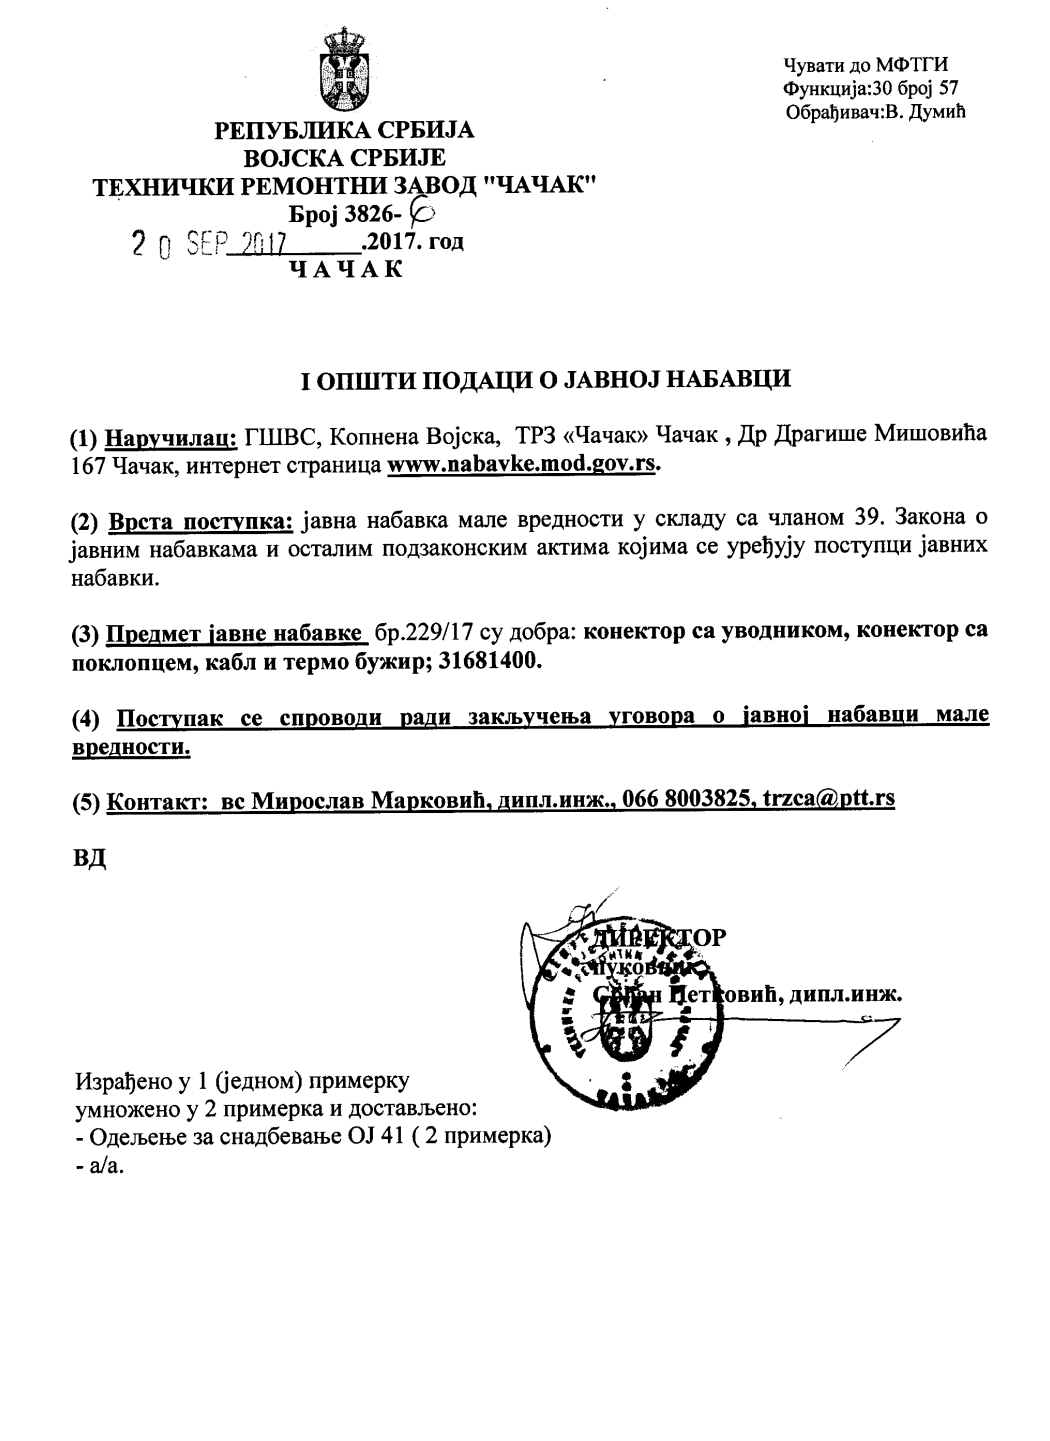 Чувати до МФТГИ
Функција:30 број 57
Обрађивач:В. Думић
РЕПУБЛИКА СРБИЈА
ВОЈСКА СРБИЈЕ
ТЕХНИЧКИ РЕМОНТНИ ЗАВОД "ЧАЧАК"
Број 3826-6
20 SEP 2017 .2017. год
Ч А Ч А К
I ОПШТИ ПОДАЦИ О ЈАВНОЈ НАБАВЦИ
(1) Наручилац: ГШВС, Копнена Војска, ТРЗ «Чачак» Чачак , Др Драгише Мишовића
167 Чачак, интернет страница www.nabavke.mod.gov.rs.
(2) Врста поступка: јавна набавка мале вредности у складу са чланом 39. Закона о
јавним набавкама и осталим подзаконским актима којима се уређују поступци јавних
набавки.
(3) Предмет јавне набавке бр.229/17 су добра: конектор са уводником, конектор са
поклопцем, кабл и термо бужир; 31681400.
(4) Поступак се спроводи ради закључења уговора о јавној набавци мале
вредности.
(5) Контакт: вс Мирослав Марковић, дипл.инж., 066 8003825, trzca@ptt.rs
ВД
ДИРЕКТОР
пуковник
Срђан Петковић, дипл.инж.
Израђено у 1 (једном) примерку
умножено у 2 примерка и достављено:
- Одељење за снадбевање ОЈ 41 ( 2 примерка)
- а/а.